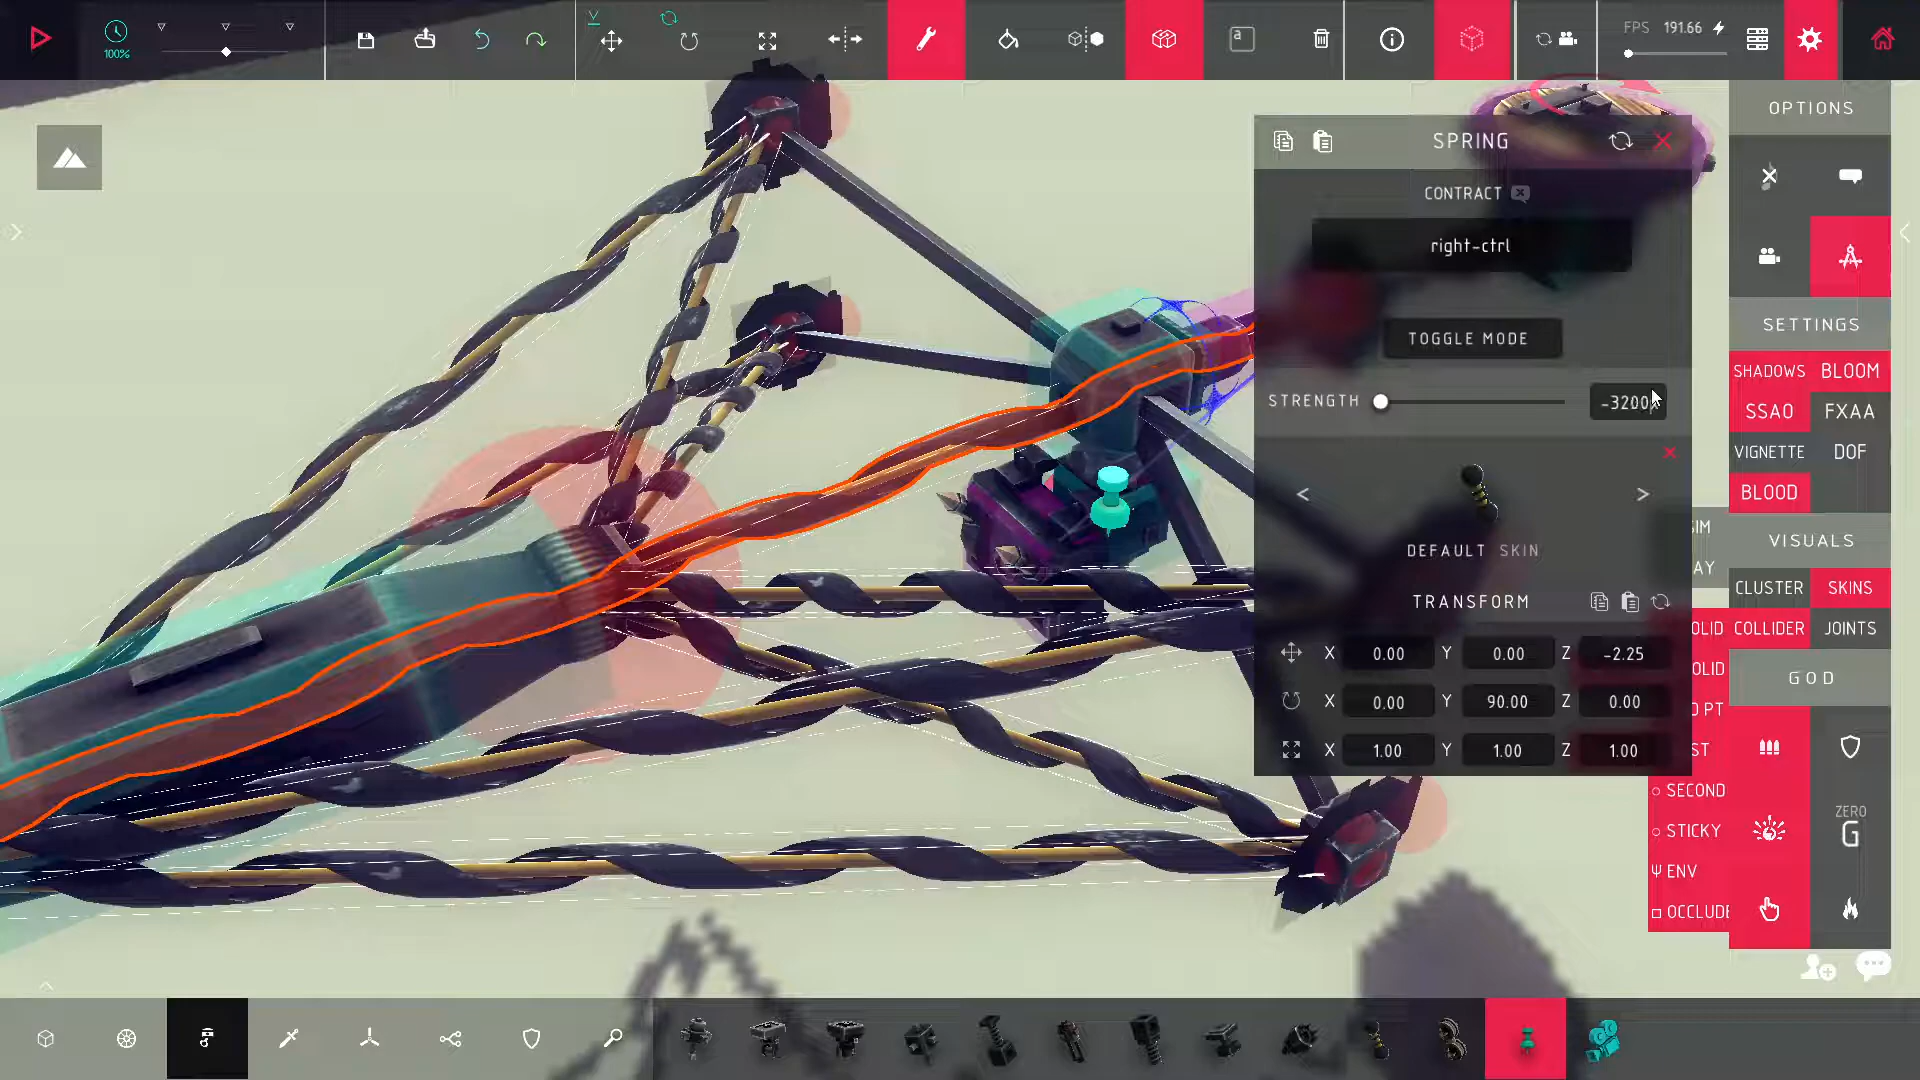 100%
a
FPS 191.66
OPTIONS
SPRING
CONTRACT
right-ctrl
TOGGLE MODE
STRENGTH
-3200
DEFAULT SKIN
TRANSFORM
X 0.00 Y 0.00 Z -2.25
X 0.00 Y 90.00 Z 0.00
X 1.00 Y 1.00 Z 1.00
SETTINGS
SHADOWS BLOOM
SSAO FXAA
VIGNETTE DOF
BLOOD
VISUALS
CLUSTER SKINS
COLLIDER JOINTS
GOD
SECOND
STICKY
ENV
ZERO
G